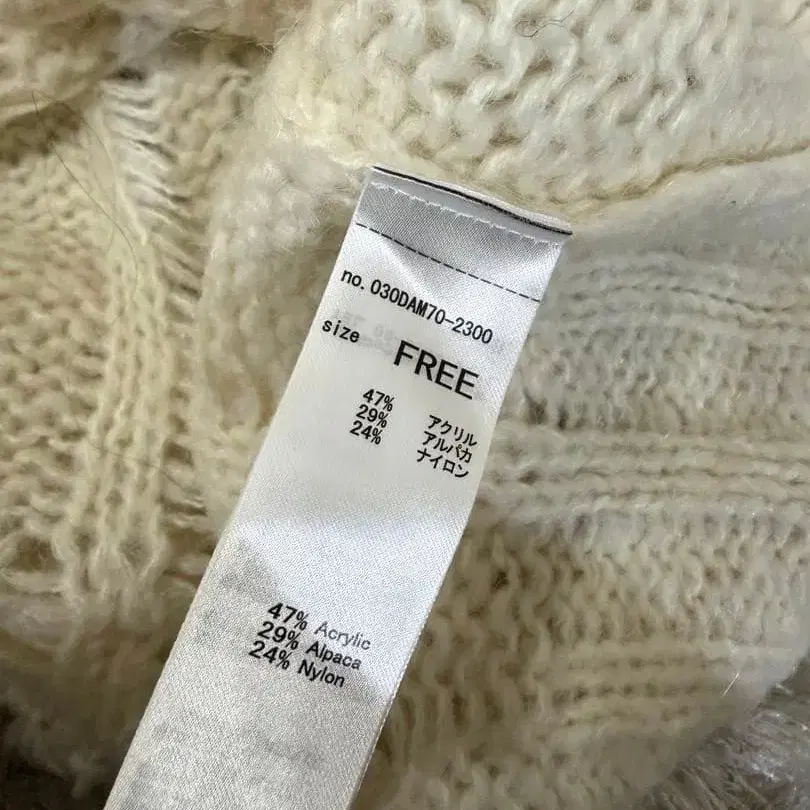 no. 030DAM70-2300
size FREE
47% アクリル
29% アルパカ
24% ナイロン
47% Acrylic
29% Alpaca
24% Nylon